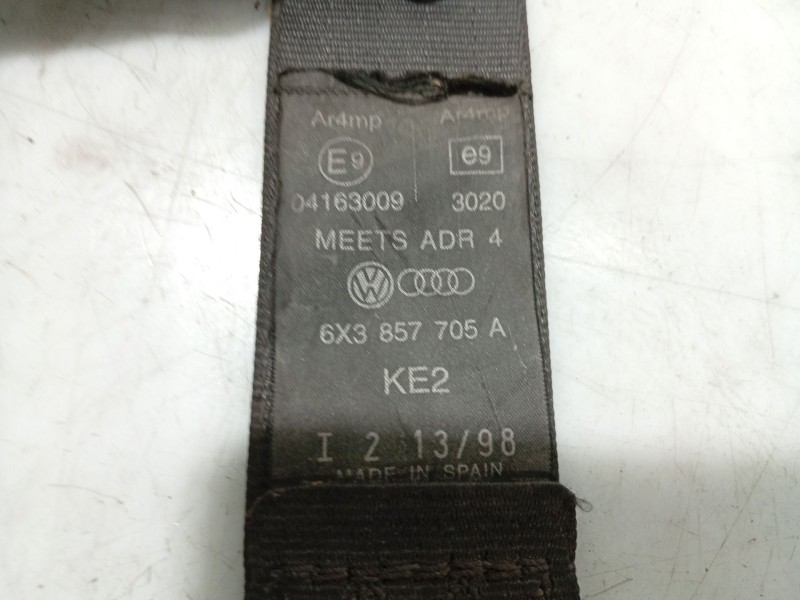 Ar4mp Ar4mp
E9 e9
04163009 3020
MEETS ADR 4
VW
6X3 857 705 A
KE2
I 2 13/98
MADE IN SPAIN